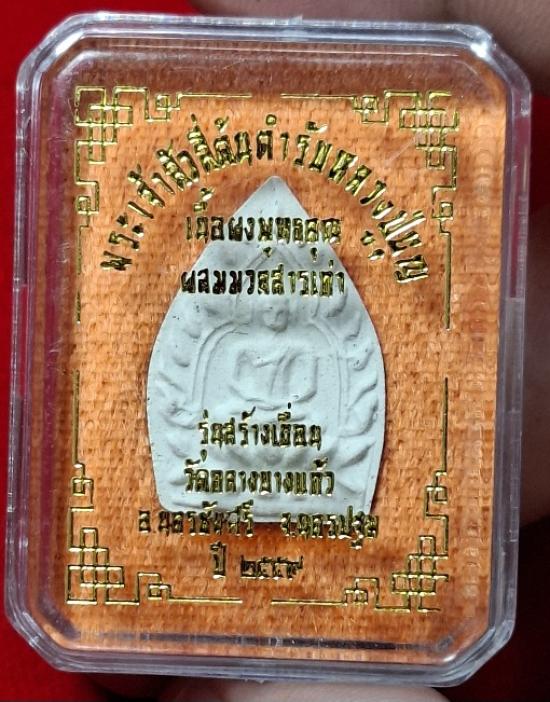 พระเจ้าสัวสี่ต้นตำรับหลวงปู่บุญ
เนื้อผงพุทธคุณ
ผสมมวลสารเก่า
รุ่นสร้างเขื่อน
วัดกลางบางแก้ว
อ.นครชัยศรี จ.นครปฐม
ปี ๒๕๕๙